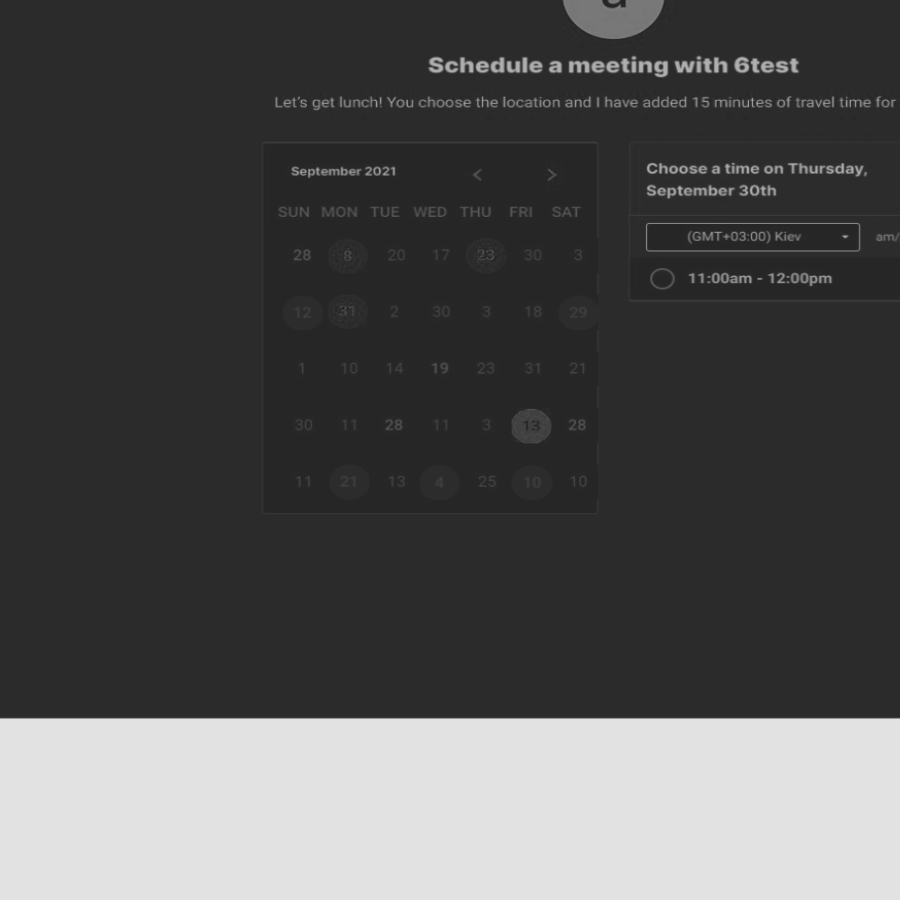 a
Schedule a meeting with 6test
Let's get lunch! You choose the location and I have added 15 minutes of travel time for
September 2021 < >
SUN MON TUE WED THU FRI SAT
28 8 20 17 23 30 3
12 31 2 30 3 18 29
1 10 14 19 23 31 21
30 11 28 11 3 13 28
11 21 13 4 25 10 10
Choose a time on Thursday,
September 30th
(GMT+03:00) Kiev am/
11:00am - 12:00pm